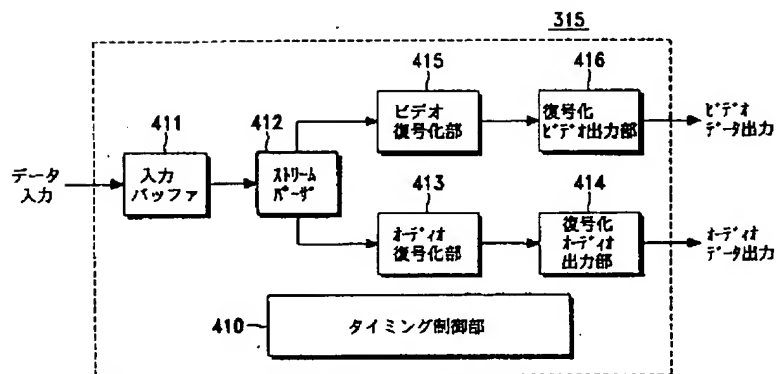 315
415
416
ビデオ
復号化部
復号化
ビデオ出力部
ビデオ
データ出力
411
412
データ
入力
入力
バッファ
ストリーム
パーザ
413
414
オーディオ
復号化部
復号化
オーディオ
出力部
オーディオ
データ出力
410
タイミング制御部